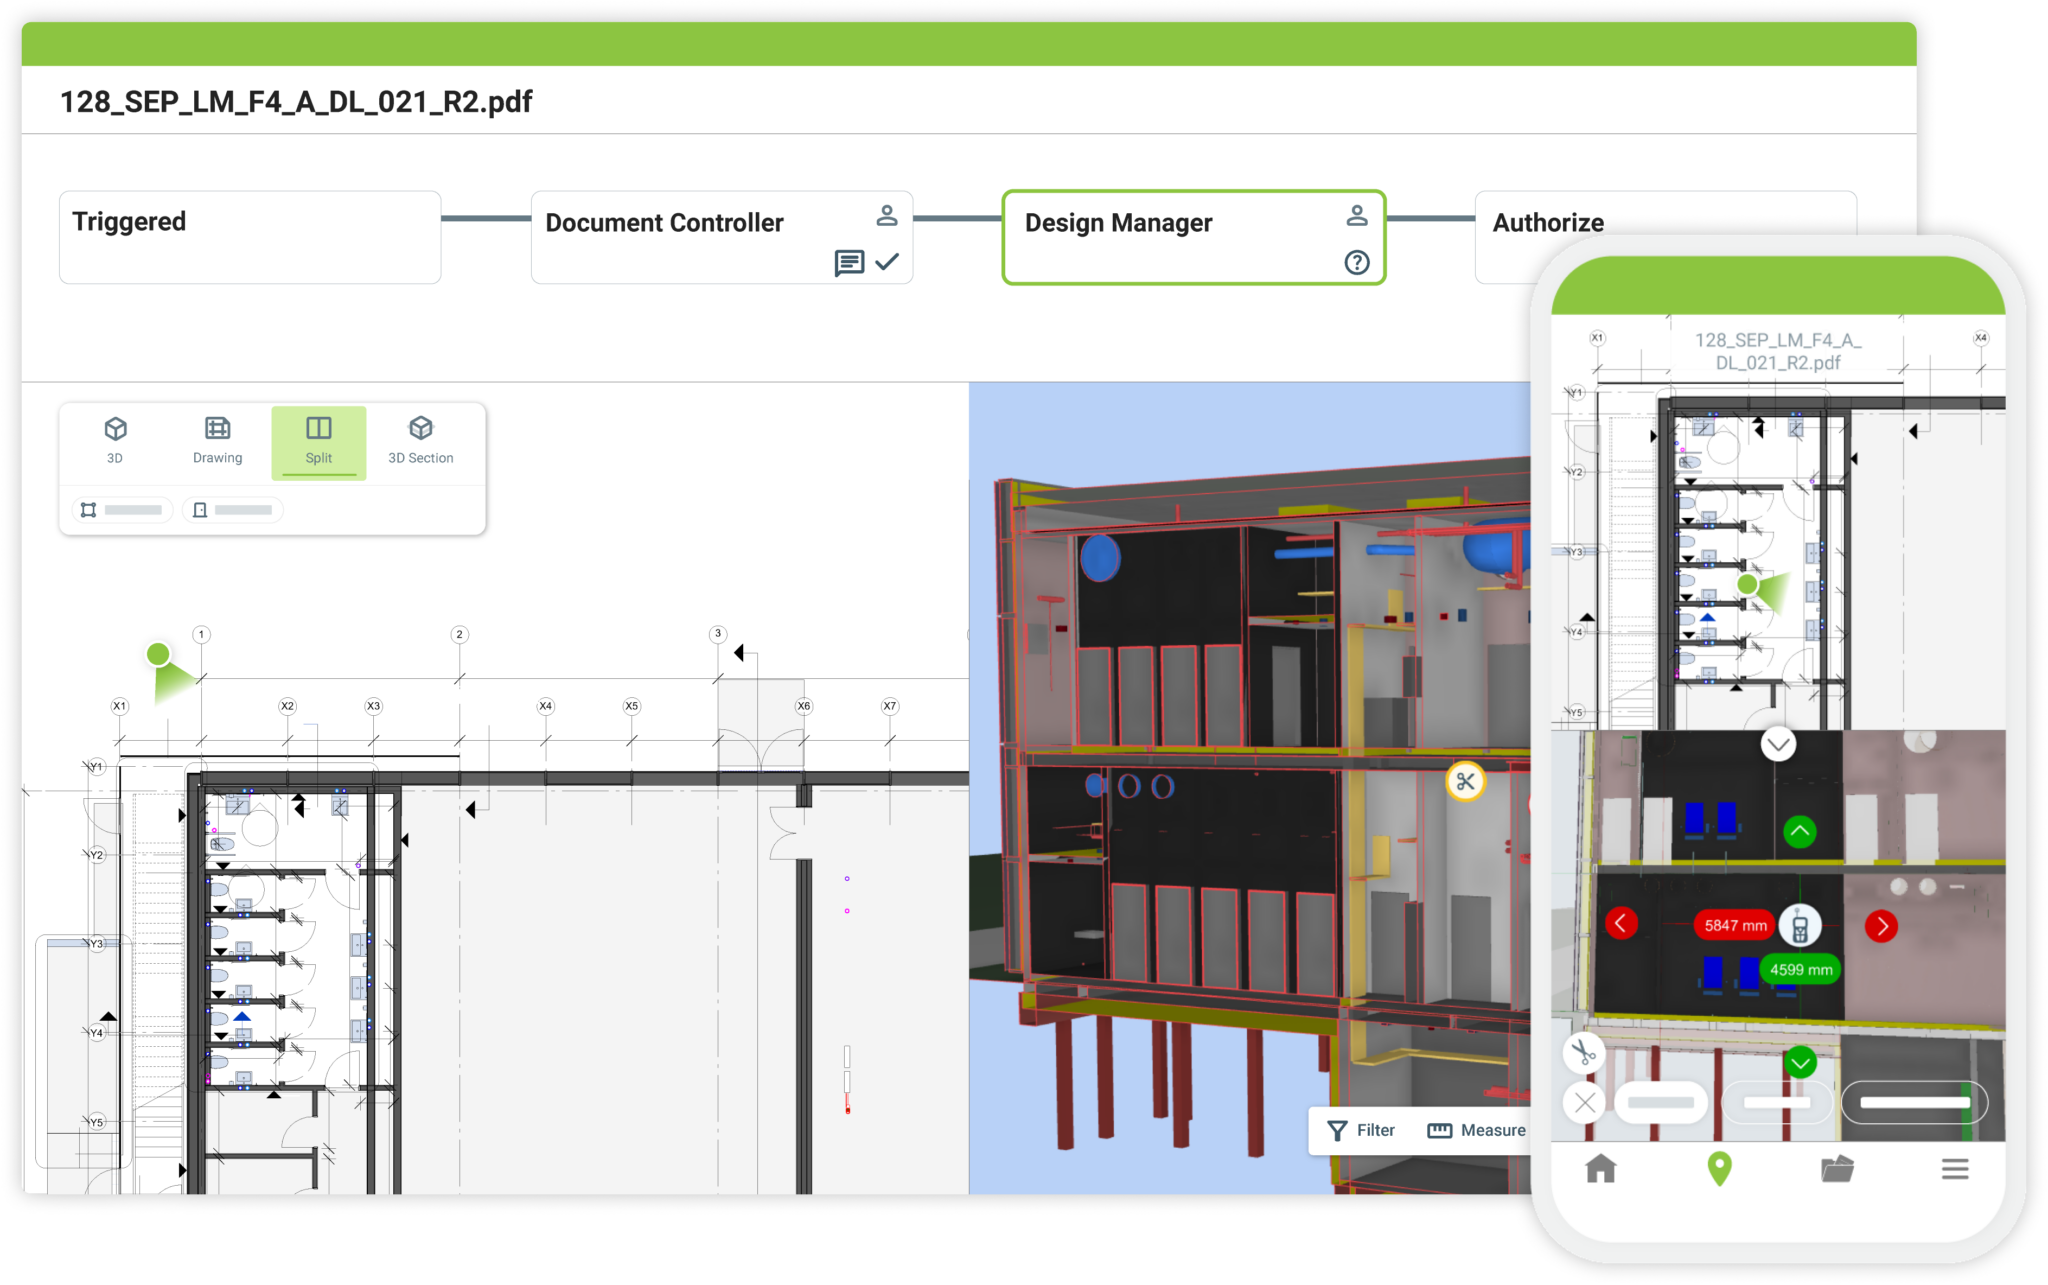 128_SEP_LM_F4_A_DL_021_R2.pdf
Triggered
Document Controller
Design Manager
Authorize
3D
Drawing
Split
3D Section
1
2
3
X1
X2
X3
X4
X5
X6
X7
Y1
Y2
Y3
Y4
Y5
Filter
Measure
128_SEP_LM_F4_A_
DL_021_R2.pdf
X1
X4
Y1
Y2
Y3
Y4
Y5
5847 mm
4599 mm